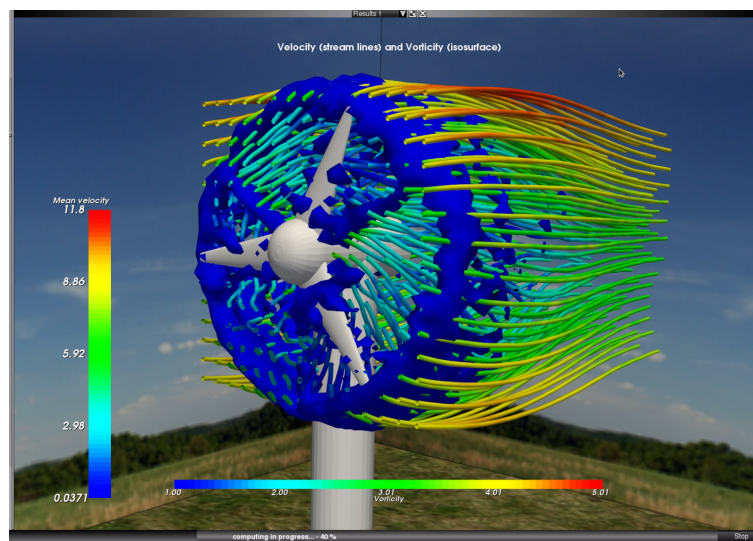 Results 1
Velocity (stream lines) and Vorticity (isosurface)
Mean velocity
11.8
8.86
5.92
2.98
0.0371
1.00 2.00 3.01 4.01 5.01
Vorticity
computing in progress... - 40 % Stop